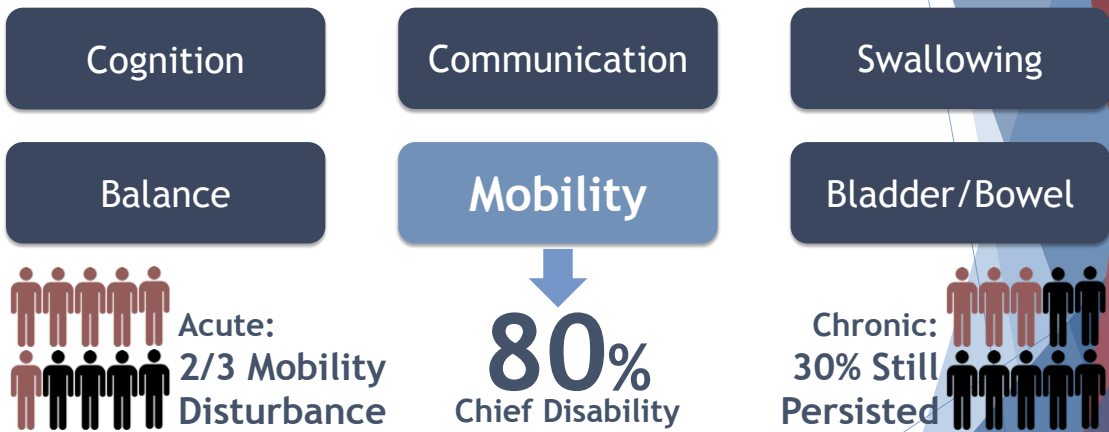 Cognition
Communication
Swallowing
Balance
Mobility
Bladder/Bowel
Acute:
2/3 Mobility
Disturbance
80%
Chief Disability
Chronic:
30% Still
Persisted